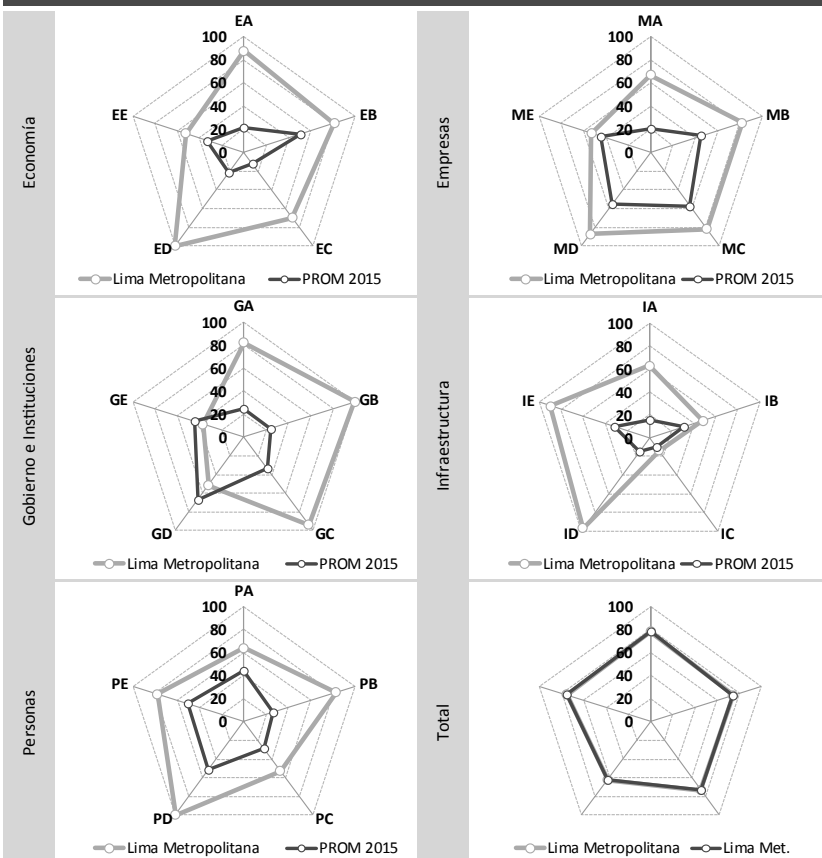 Economía
EA
100
80
60
40
20
0
EE
EB
ED
EC
Lima Metropolitana PROM 2015
Empresas
MA
100
80
60
40
20
0
ME
MB
MD
MC
Lima Metropolitana PROM 2015
Gobierno e Instituciones
GA
100
80
60
40
20
0
GE
GB
GD
GC
Lima Metropolitana PROM 2015
Infraestructura
IA
100
80
60
40
20
0
IE
IB
ID
IC
Lima Metropolitana PROM 2015
Personas
PA
100
80
60
40
20
0
PE
PB
PD
PC
Lima Metropolitana PROM 2015
Total
100
80
60
40
20
0
Lima Metropolitana Lima Met.